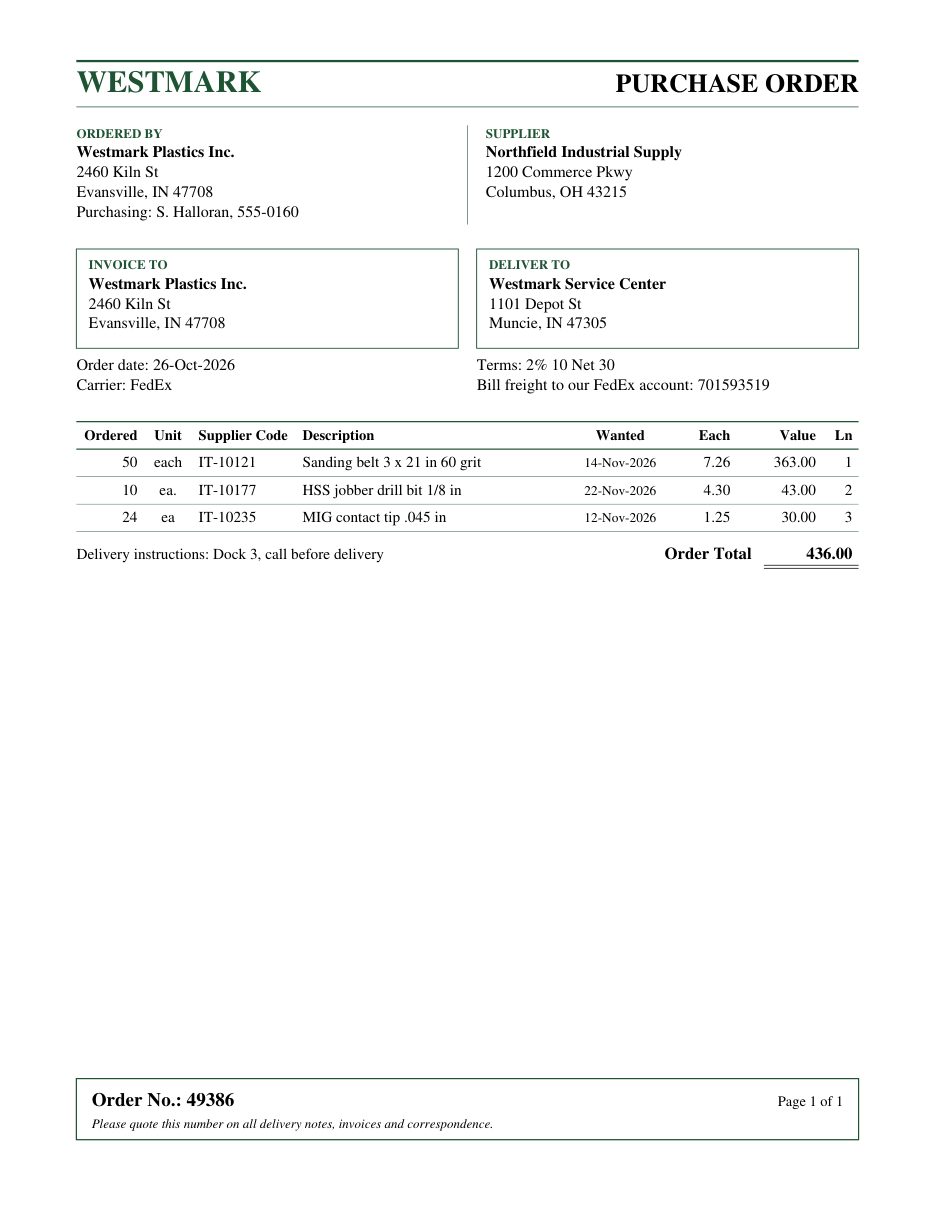 WESTMARK
PURCHASE ORDER
ORDERED BY
Westmark Plastics Inc.
2460 Kiln St
Evansville, IN 47708
Purchasing: S. Halloran, 555-0160
SUPPLIER
Northfield Industrial Supply
1200 Commerce Pkwy
Columbus, OH 43215
INVOICE TO
Westmark Plastics Inc.
2460 Kiln St
Evansville, IN 47708
DELIVER TO
Westmark Service Center
1101 Depot St
Muncie, IN 47305
Order date: 26-Oct-2026
Carrier: FedEx
Terms: 2% 10 Net 30
Bill freight to our FedEx account: 701593519
Ordered Unit Supplier Code Description Wanted Each Value Ln
50 each IT-10121 Sanding belt 3 x 21 in 60 grit 14-Nov-2026 7.26 363.00 1
10 ea. IT-10177 HSS jobber drill bit 1/8 in 22-Nov-2026 4.30 43.00 2
24 ea IT-10235 MIG contact tip .045 in 12-Nov-2026 1.25 30.00 3
Delivery instructions: Dock 3, call before delivery
Order Total 436.00
Order No.: 49386
Page 1 of 1
Please quote this number on all delivery notes, invoices and correspondence.